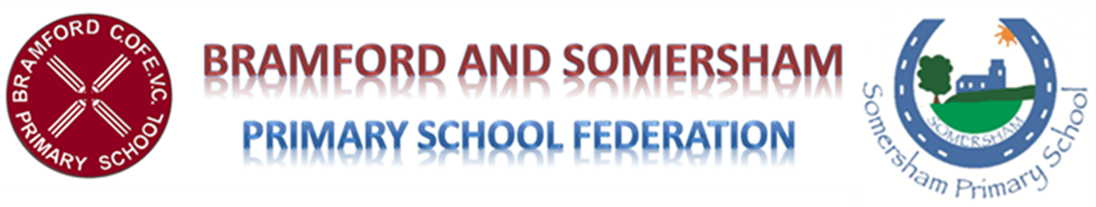 BRAMFORD C.OF.E.V.C.
PRIMARY SCHOOL
BRAMFORD AND SOMERSHAM
PRIMARY SCHOOL FEDERATION
SOMERSHAM
Somersham Primary School